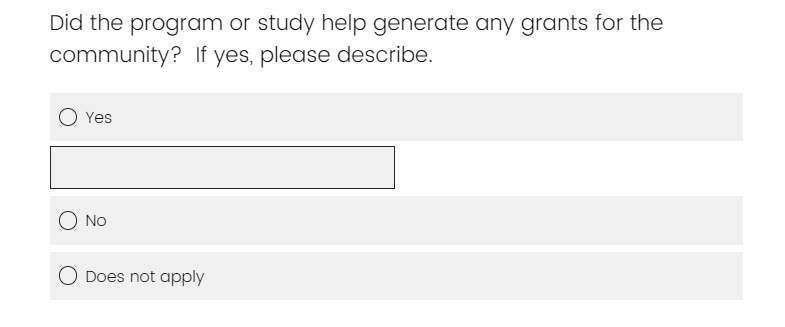 Did the program or study help generate any grants for the
community?  If yes, please describe.
Yes
No
Does not apply